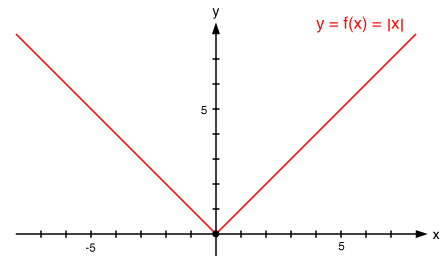 y
y = f(x) = |x|
5
x
-5
5